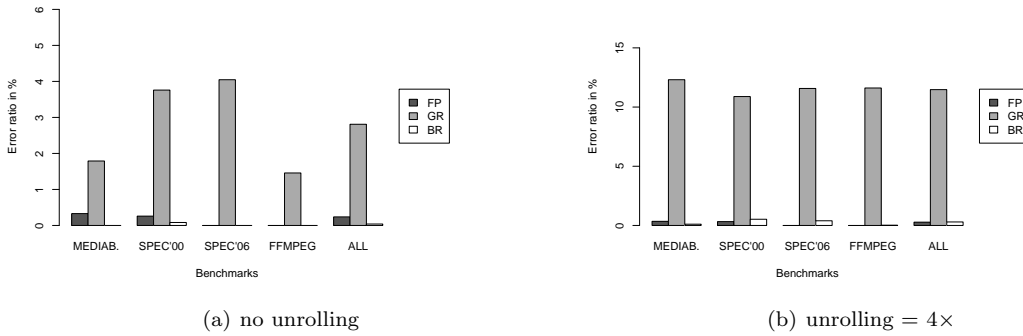 6
5
4
3
2
1
0
Error ratio in %
MEDIAB. SPEC'00 SPEC'06 FFMPEG ALL
Benchmarks
FP
GR
BR
(a) no unrolling
15
10
5
0
Error ratio in %
MEDIAB. SPEC'00 SPEC'06 FFMPEG ALL
Benchmarks
FP
GR
BR
(b) unrolling = 4×